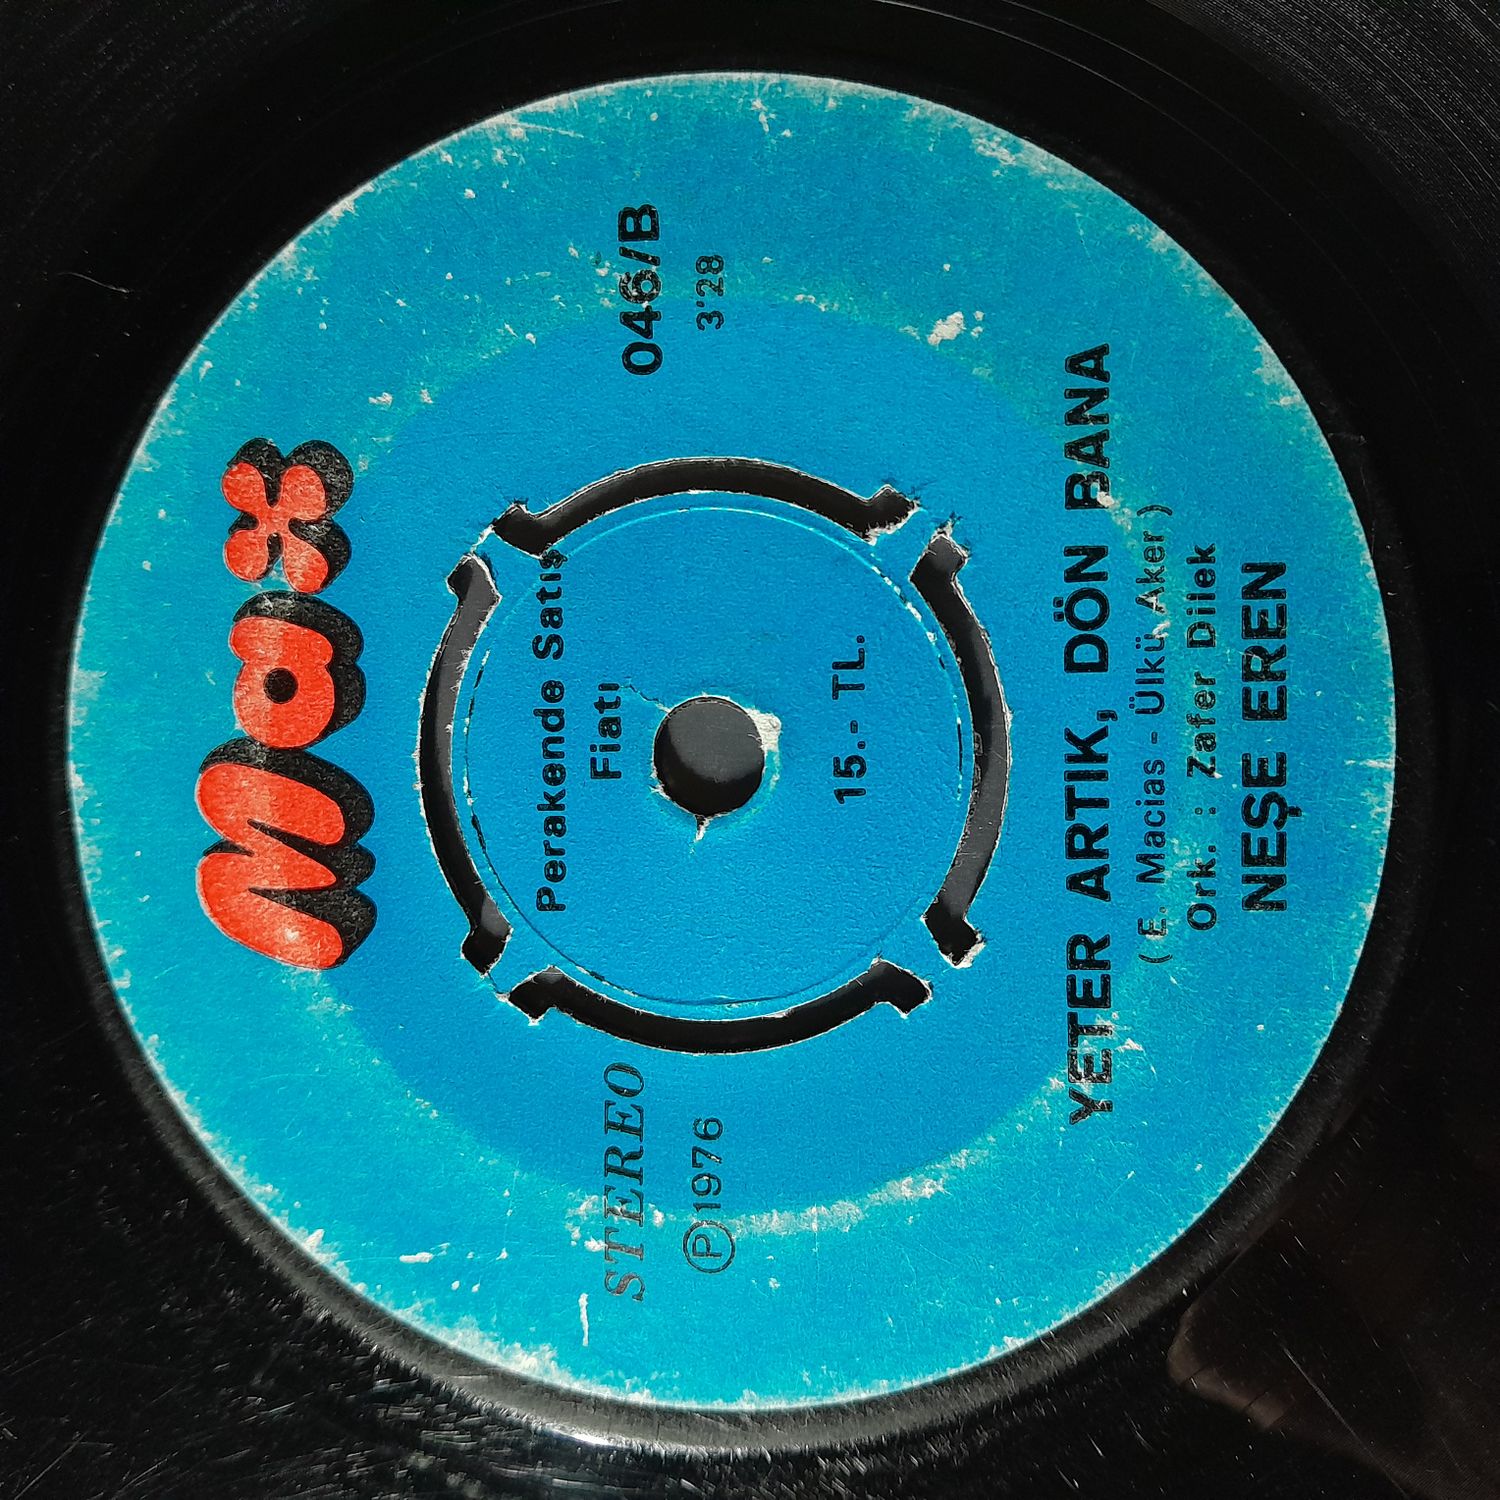 Max
STEREO
Ⓟ1976
Perakende Satış
Fiatı
15.- TL.
046/B
3'28
YETER ARTIK, DÖN BANA
( E. Macias - Ülkü Aker )
Ork. : Zafer Dilek
NEŞE EREN